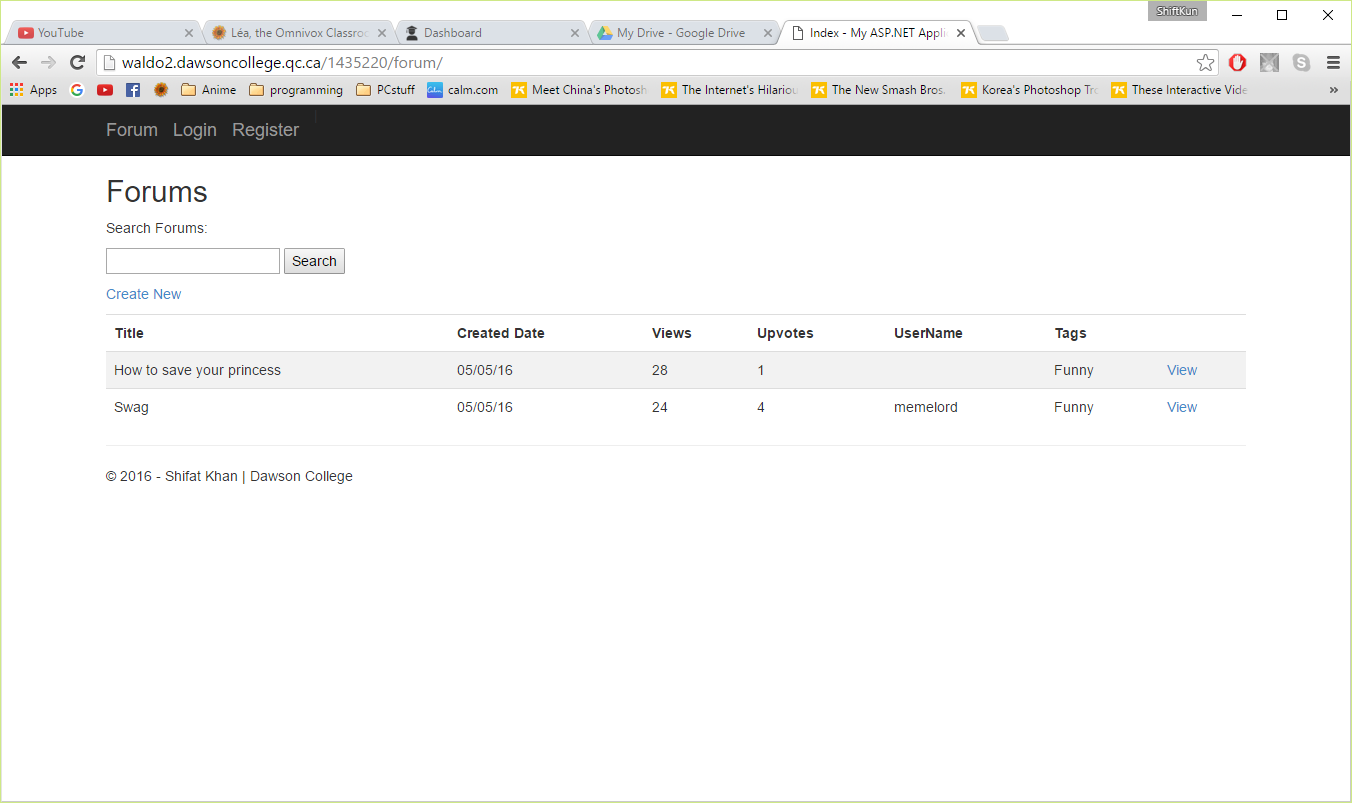 ShiftKun
YouTube Léa, the Omnivox Classroo Dashboard My Drive - Google Drive Index - My ASP.NET Appli
waldo2.dawsoncollege.qc.ca/1435220/forum/
Apps Anime programming PCstuff calm.com Meet China's Photosh The Internet's Hilariou The New Smash Bros. Korea's Photoshop Tro These Interactive Vide »
Forum Login Register
Forums
Search Forums:
Search
Create New
Title Created Date Views Upvotes UserName Tags
How to save your princess 05/05/16 28 1 Funny View
Swag 05/05/16 24 4 memelord Funny View
© 2016 - Shifat Khan | Dawson College